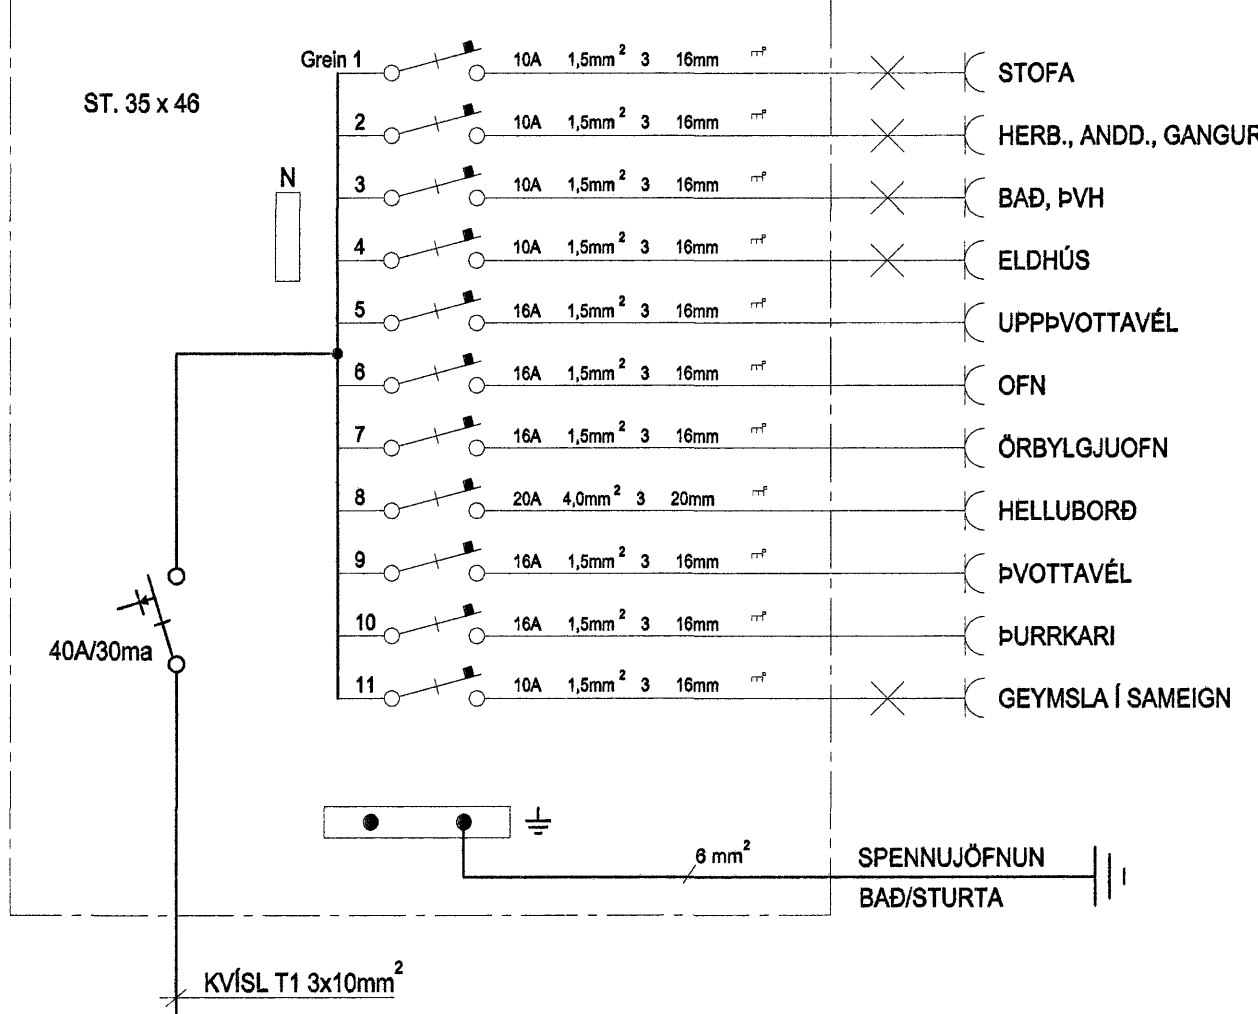 Grein 1 10A 1,5mm² 3 16mm STOFA
ST. 35 x 46
2 10A 1,5mm² 3 16mm HERB., ANDD., GANGUR
N
3 10A 1,5mm² 3 16mm BAÐ, ÞVH
4 10A 1,5mm² 3 16mm ELDHÚS
5 16A 1,5mm² 3 16mm UPPÞVOTTAVÉL
6 16A 1,5mm² 3 16mm OFN
7 16A 1,5mm² 3 16mm ÖRBYLGJUOFN
8 20A 4,0mm² 3 20mm HELLUBORÐ
9 16A 1,5mm² 3 16mm ÞVOTTAVÉL
10 16A 1,5mm² 3 16mm ÞURRKARI
40A/30ma
11 10A 1,5mm² 3 16mm GEYMSLA Í SAMEIGN
6 mm² SPENNUJÖFNUN
BAÐ/STURTA
KVÍSL T1 3x10mm²